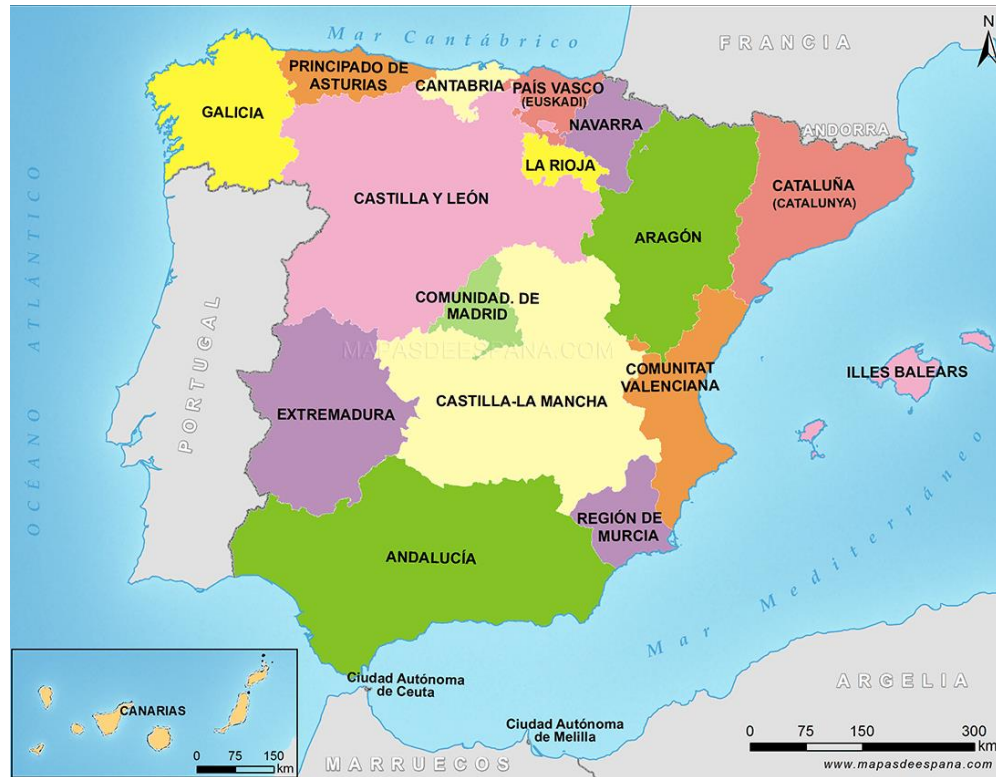 Mar Cantábrico
FRANCIA
N
PRINCIPADO DE
ASTURIAS
CANTABRIA
PAÍS VASCO
(EUSKADI)
GALICIA
NAVARRA
ANDORRA
LA RIOJA
CATALUÑA
(CATALUNYA)
CASTILLA Y LEÓN
ARAGÓN
OCÉANO ATLÁNTICO
PORTUGAL
COMUNIDAD. DE
MADRID
MAPASDEESPANA.COM
COMUNITAT
VALENCIANA
ILLES BALEARS
EXTREMADURA
CASTILLA-LA MANCHA
REGIÓN DE
MURCIA
ANDALUCÍA
Mar Mediterráneo
Ciudad Autónoma
de Ceuta
ARGELIA
CANARIAS
Ciudad Autónoma
de Melilla
0 75 150
km
0 75 150 300
km
MARRUECOS
www.mapasdeespana.com